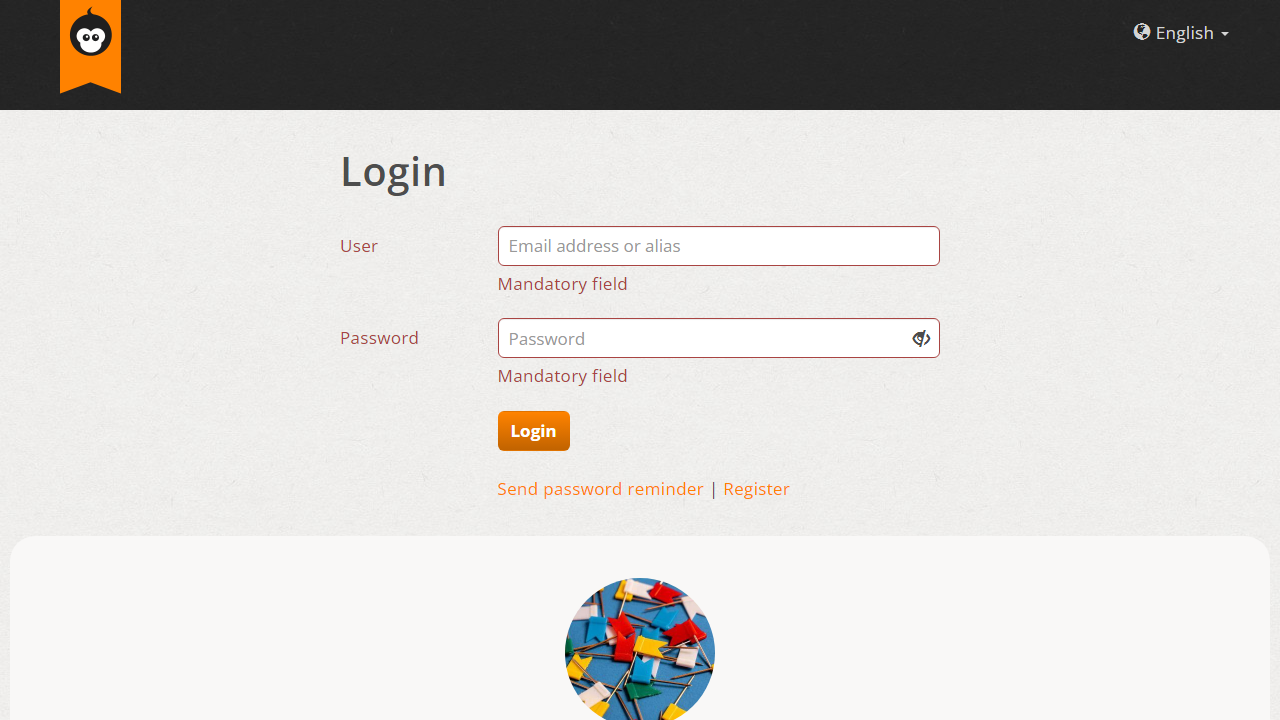 English
Login
User
Email address or alias
Mandatory field
Password
Password
Mandatory field
Login
Send password reminder | Register